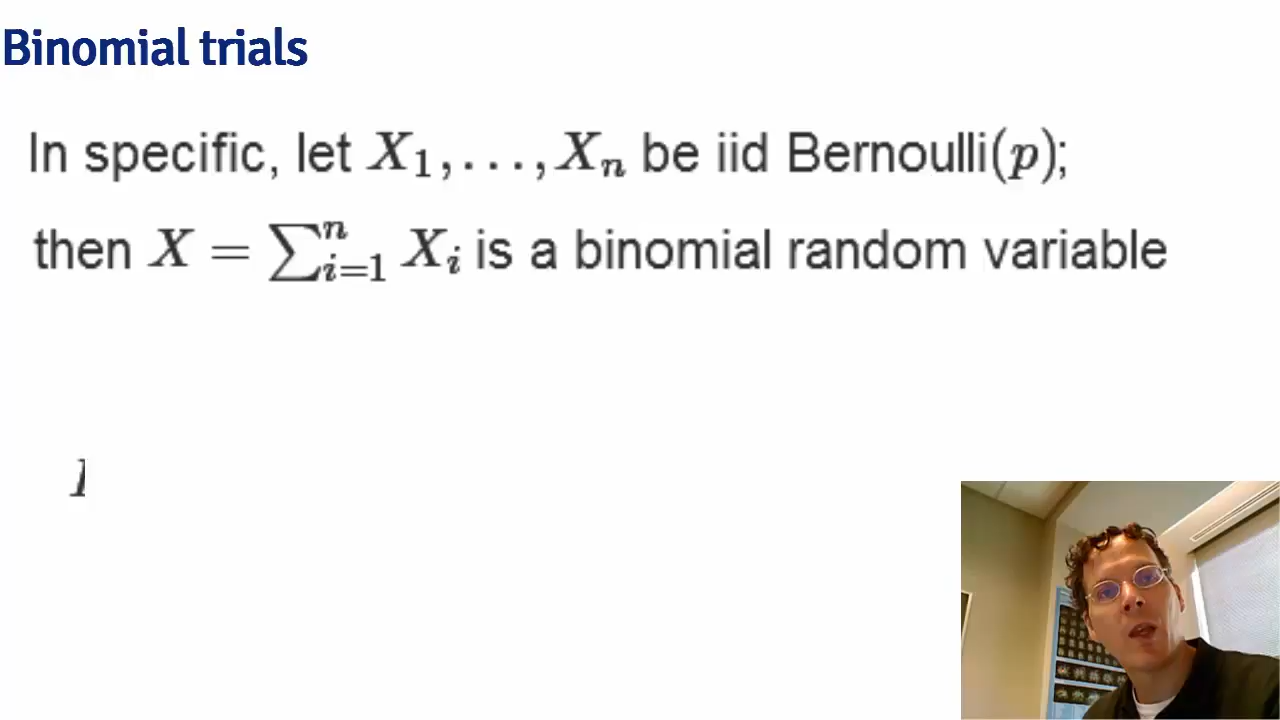 Binomial trials
In specific, let X₁, . . . , Xₙ be iid Bernoulli(p);
then X = ∑ⁿᵢ₌₁ Xᵢ is a binomial random variable